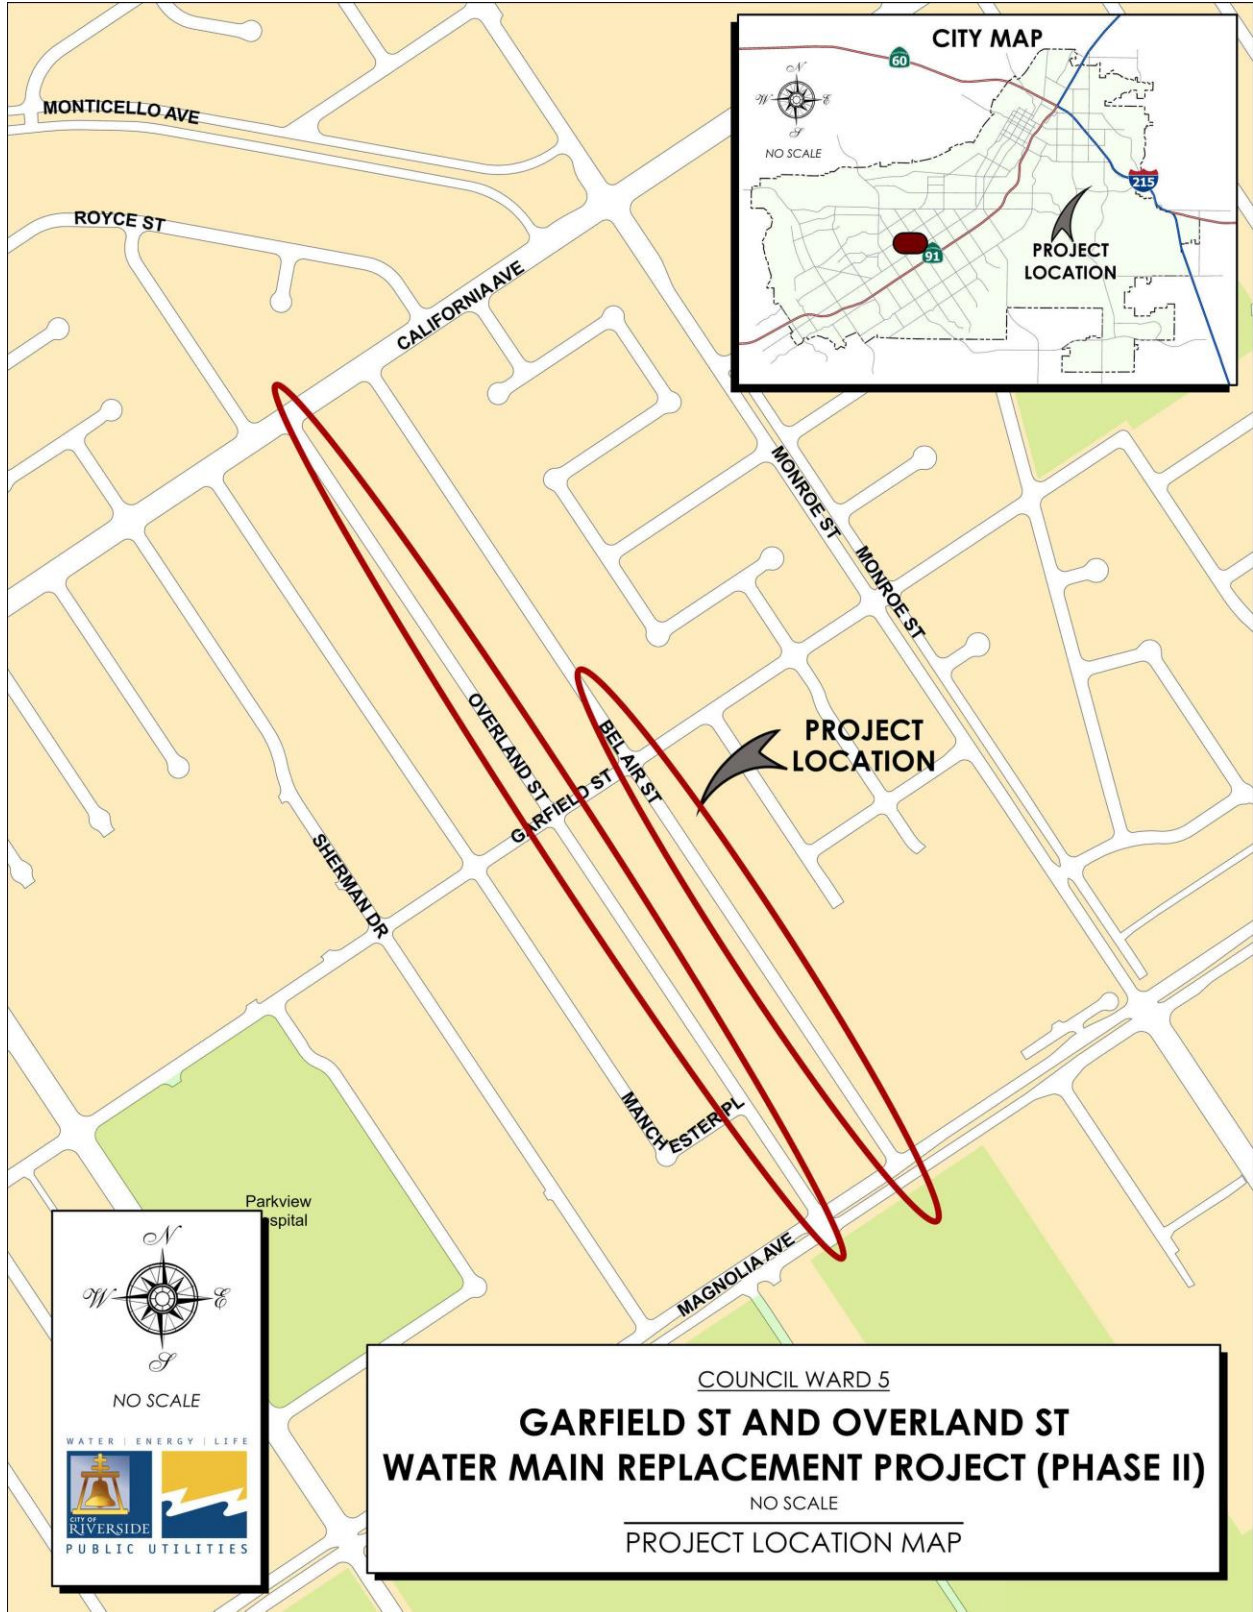 CITY MAP
60
N
W E
S
NO SCALE
215
91
PROJECT
LOCATION
MONTICELLO AVE
ROYCE ST
CALIFORNIA AVE
MONROE ST
MONROE ST
OVERLAND ST
BEL AIR ST
PROJECT
LOCATION
GARFIELD ST
SHERMAN DR
MANCHESTER PL
Parkview
spital
MAGNOLIA AVE
N
W E
S
NO SCALE
WATER | ENERGY | LIFE
CITY OF
RIVERSIDE
PUBLIC UTILITIES
COUNCIL WARD 5
GARFIELD ST AND OVERLAND ST
WATER MAIN REPLACEMENT PROJECT (PHASE II)
NO SCALE
PROJECT LOCATION MAP